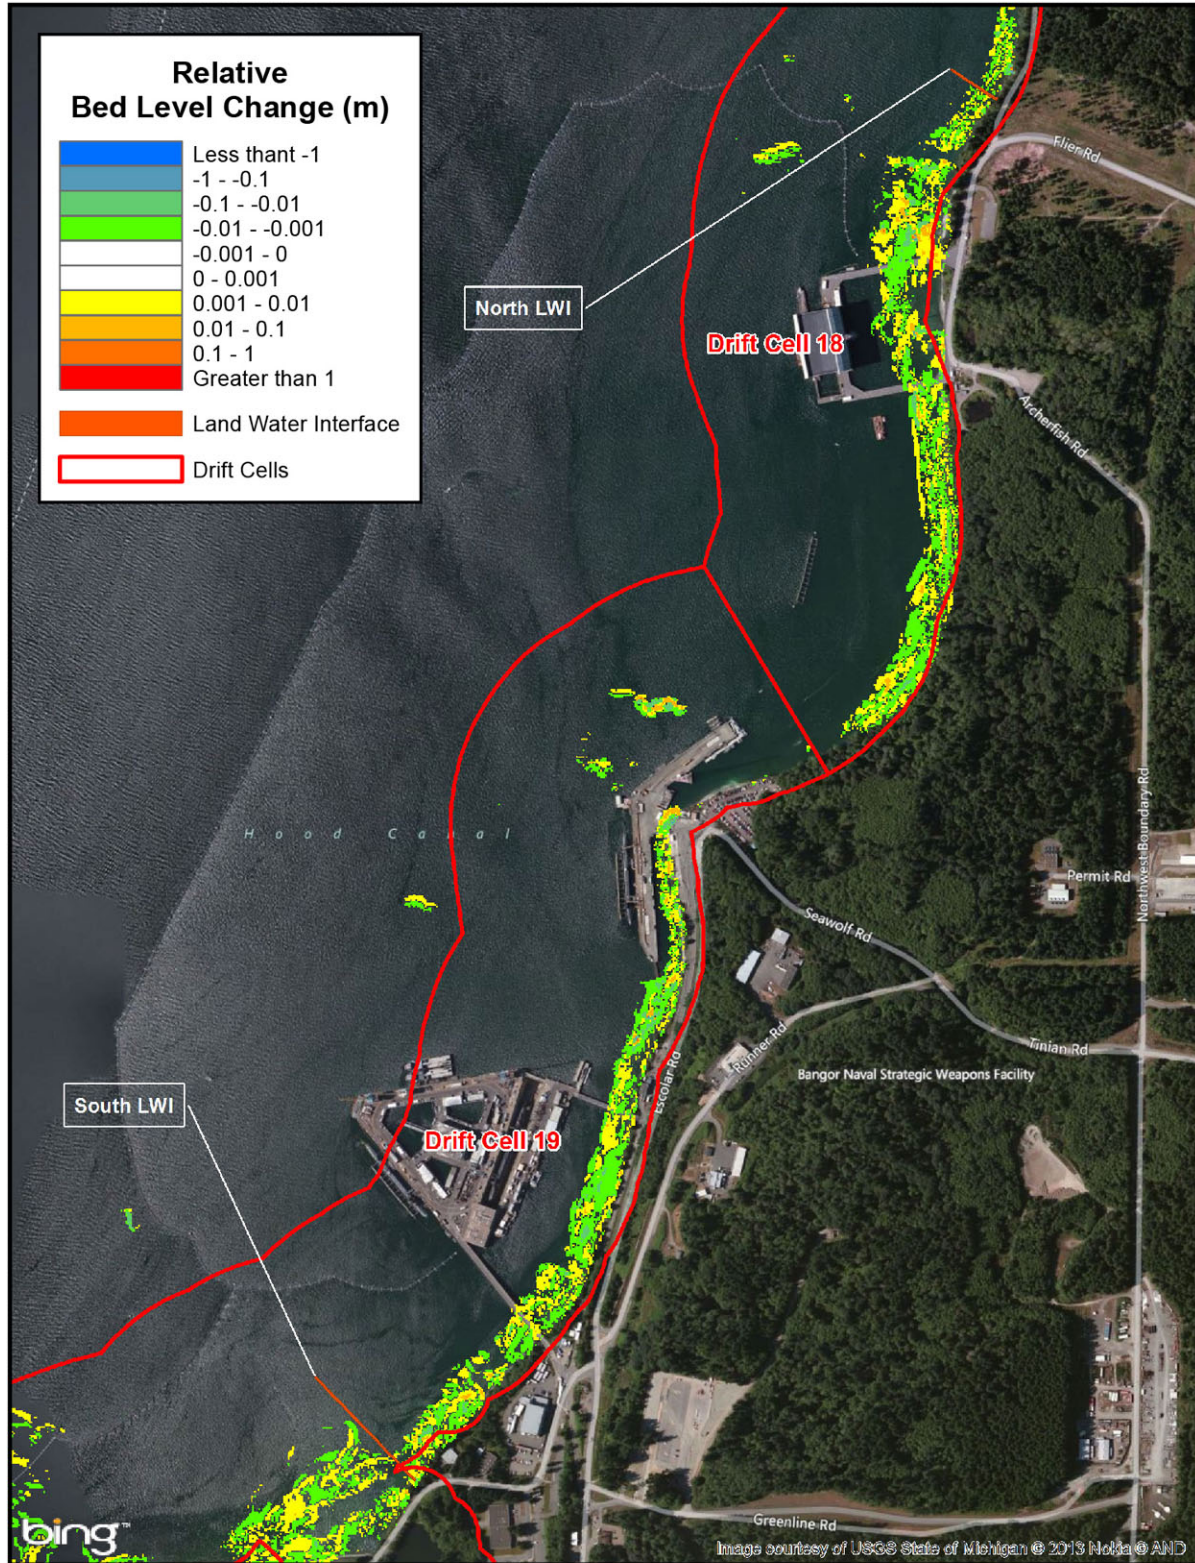 Relative
Bed Level Change (m)
Less thant -1
-1 - -0.1
-0.1 - -0.01
-0.01 - -0.001
-0.001 - 0
0 - 0.001
0.001 - 0.01
0.01 - 0.1
0.1 - 1
Greater than 1
Land Water Interface
Drift Cells
Flier Rd
North LWI
Drift Cell 18
Archerfish Rd
Hood Canal
Northwest Boundary Rd
Permit Rd
Seawolf Rd
Runner Rd
Tinian Rd
Escolar Rd
Bangor Naval Strategic Weapons Facility
South LWI
Drift Cell 19
Greenline Rd
bing™
Image courtesy of USGS State of Michigan © 2013 Nokia © AND